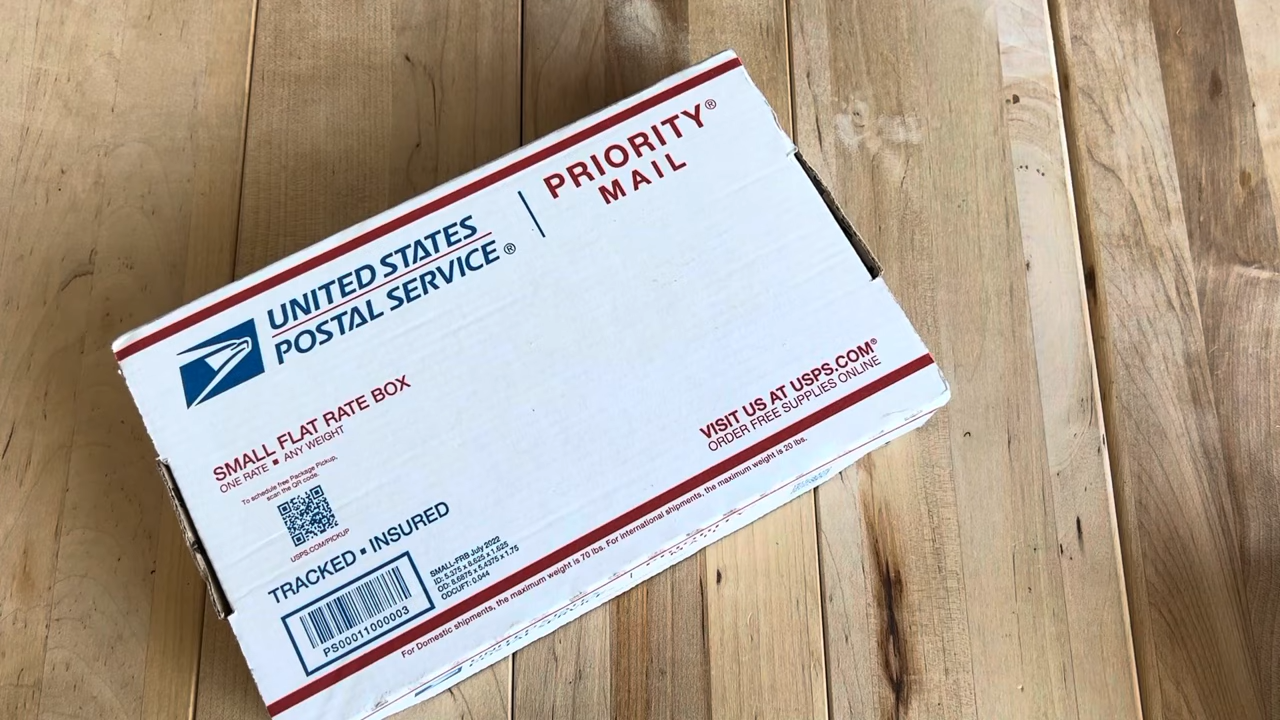 PRIORITY®
MAIL
UNITED STATES
POSTAL SERVICE®
SMALL FLAT RATE BOX
ONE RATE ▪ ANY WEIGHT
To schedule free Package Pickup,
scan the QR code.
USPS.COM/PICKUP
TRACKED ▪ INSURED
PS00011000003
SMALL-FRB July 2022
ID: 5.375 x 8.625 x 1.625
OD: 8.6875 x 5.4375 x 1.75
ODCUFT: 0.044
VISIT US AT USPS.COM®
ORDER FREE SUPPLIES ONLINE
For Domestic shipments, the maximum weight is 70 lbs. For international shipments, the maximum weight is 20 lbs.